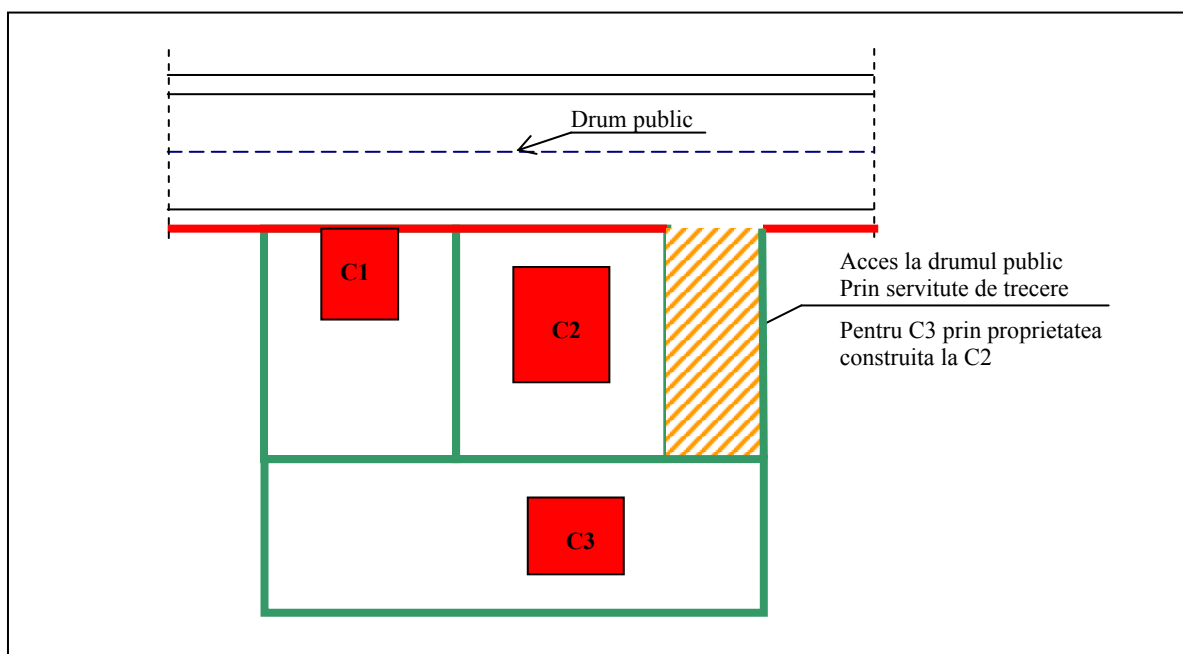 Drum public
C1
C2
Acces la drumul public
Prin servitute de trecere
Pentru C3 prin proprietatea
construita la C2
C3